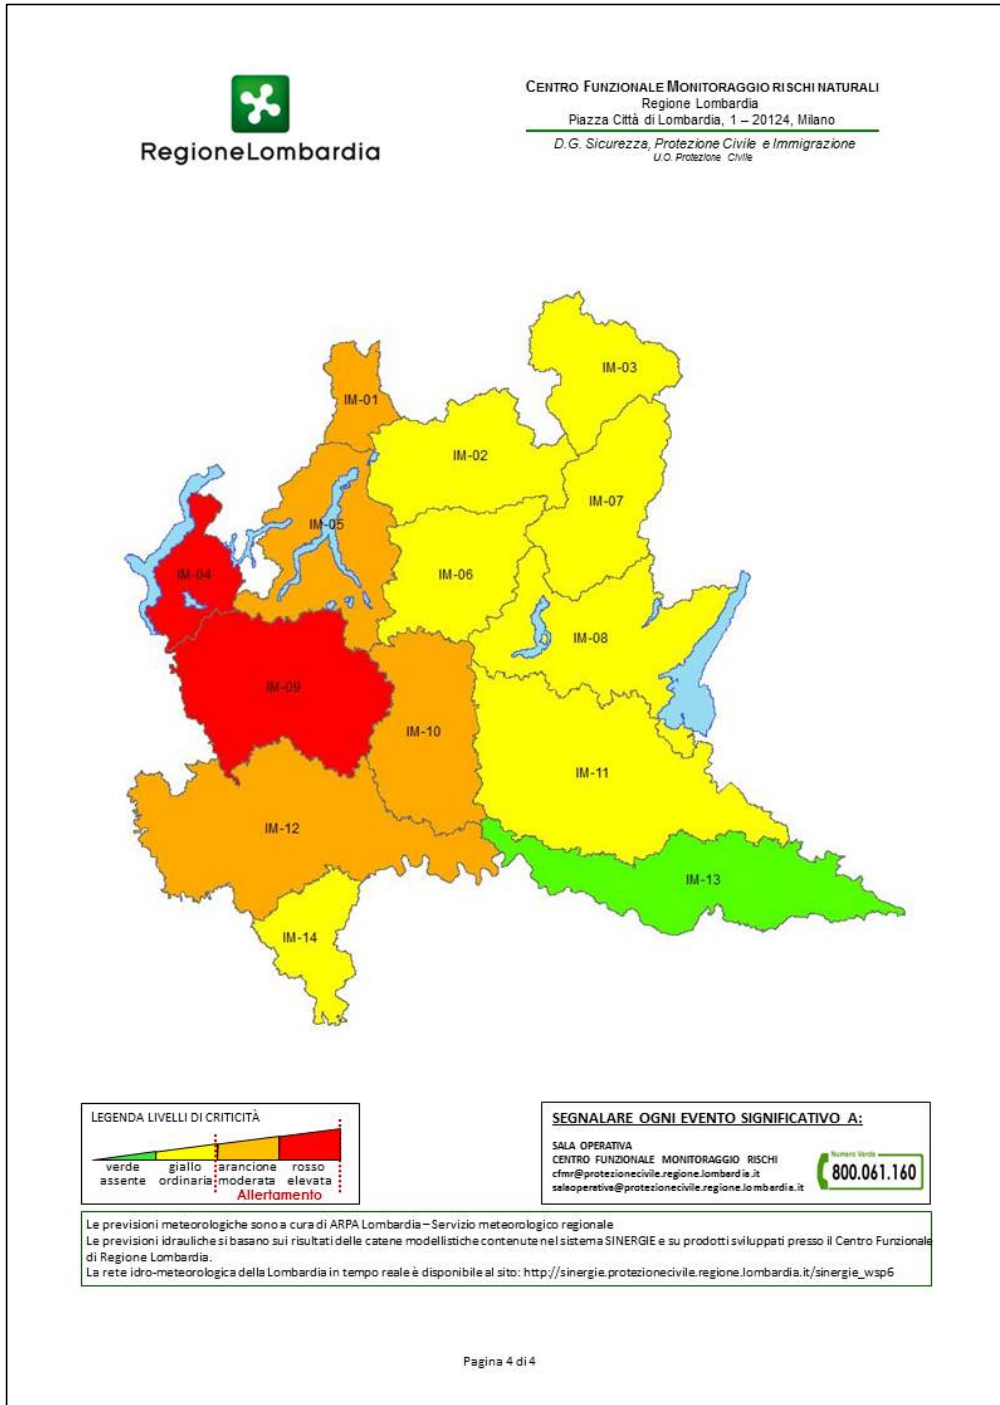 RegioneLombardia
CENTRO FUNZIONALE MONITORAGGIO RISCHI NATURALI
Regione Lombardia
Piazza Città di Lombardia, 1 – 20124, Milano
D.G. Sicurezza, Protezione Civile e Immigrazione
U.O. Protezione Civile
IM-03
IM-01
IM-02
IM-07
IM-05
IM-04
IM-06
IM-08
IM-09
IM-10
IM-11
IM-12
IM-13
IM-14
LEGENDA LIVELLI DI CRITICITÀ
verde giallo arancione rosso
assente ordinaria moderata elevata
Allertamento
SEGNALARE OGNI EVENTO SIGNIFICATIVO A:
SALA OPERATIVA
CENTRO FUNZIONALE MONITORAGGIO RISCHI
cfmr@protezionecivile.regione.lombardia.it
salaoperativa@protezionecivile.regione.lombardia.it
Numero Verde
800.061.160
Le previsioni meteorologiche sono a cura di ARPA Lombardia – Servizio meteorologico regionale
Le previsioni idrauliche si basano sui risultati delle catene modellistiche contenute nel sistema SINERGIE e su prodotti sviluppati presso il Centro Funzionale
di Regione Lombardia.
La rete idro-meteorologica della Lombardia in tempo reale è disponibile al sito: http://sinergie.protezionecivile.regione.lombardia.it/sinergie_wsp6
Pagina 4 di 4